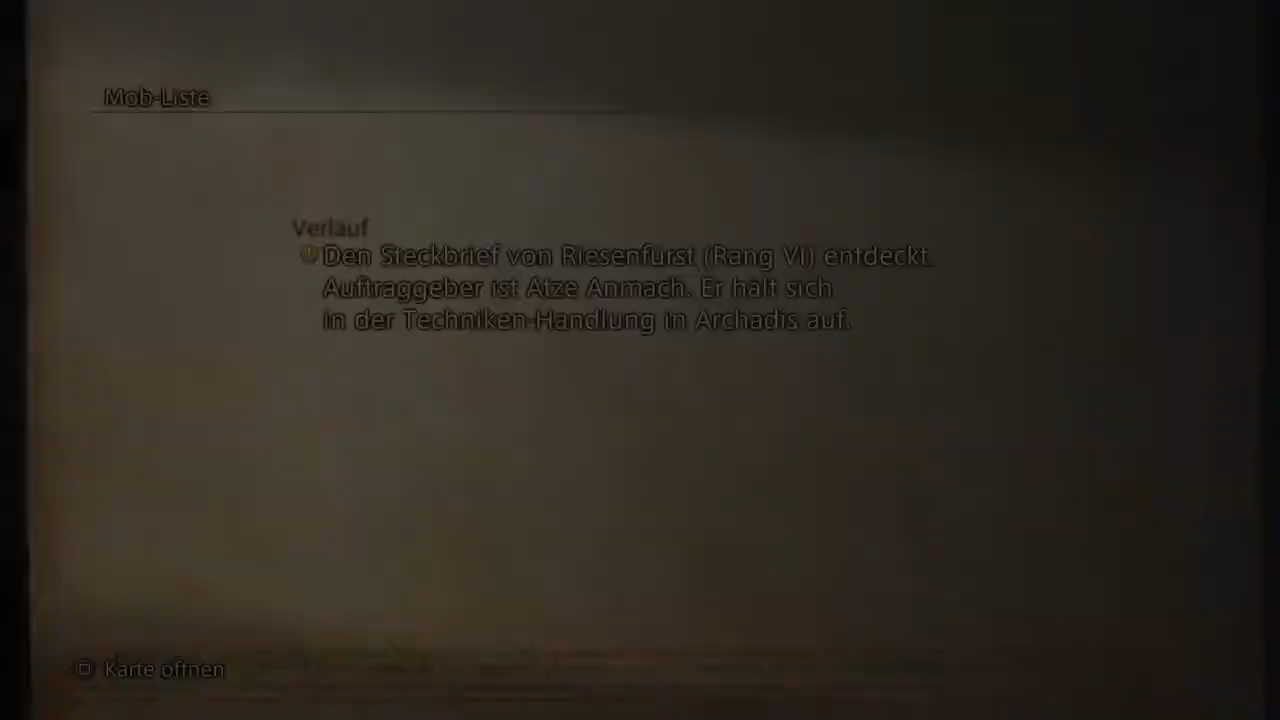 Mob-Liste
Verlauf
Den Steckbrief von Riesenfürst (Rang VI) entdeckt.
Auftraggeber ist Atze Anmach. Er hält sich
in der Techniken-Handlung in Archadis auf.
Karte öffnen